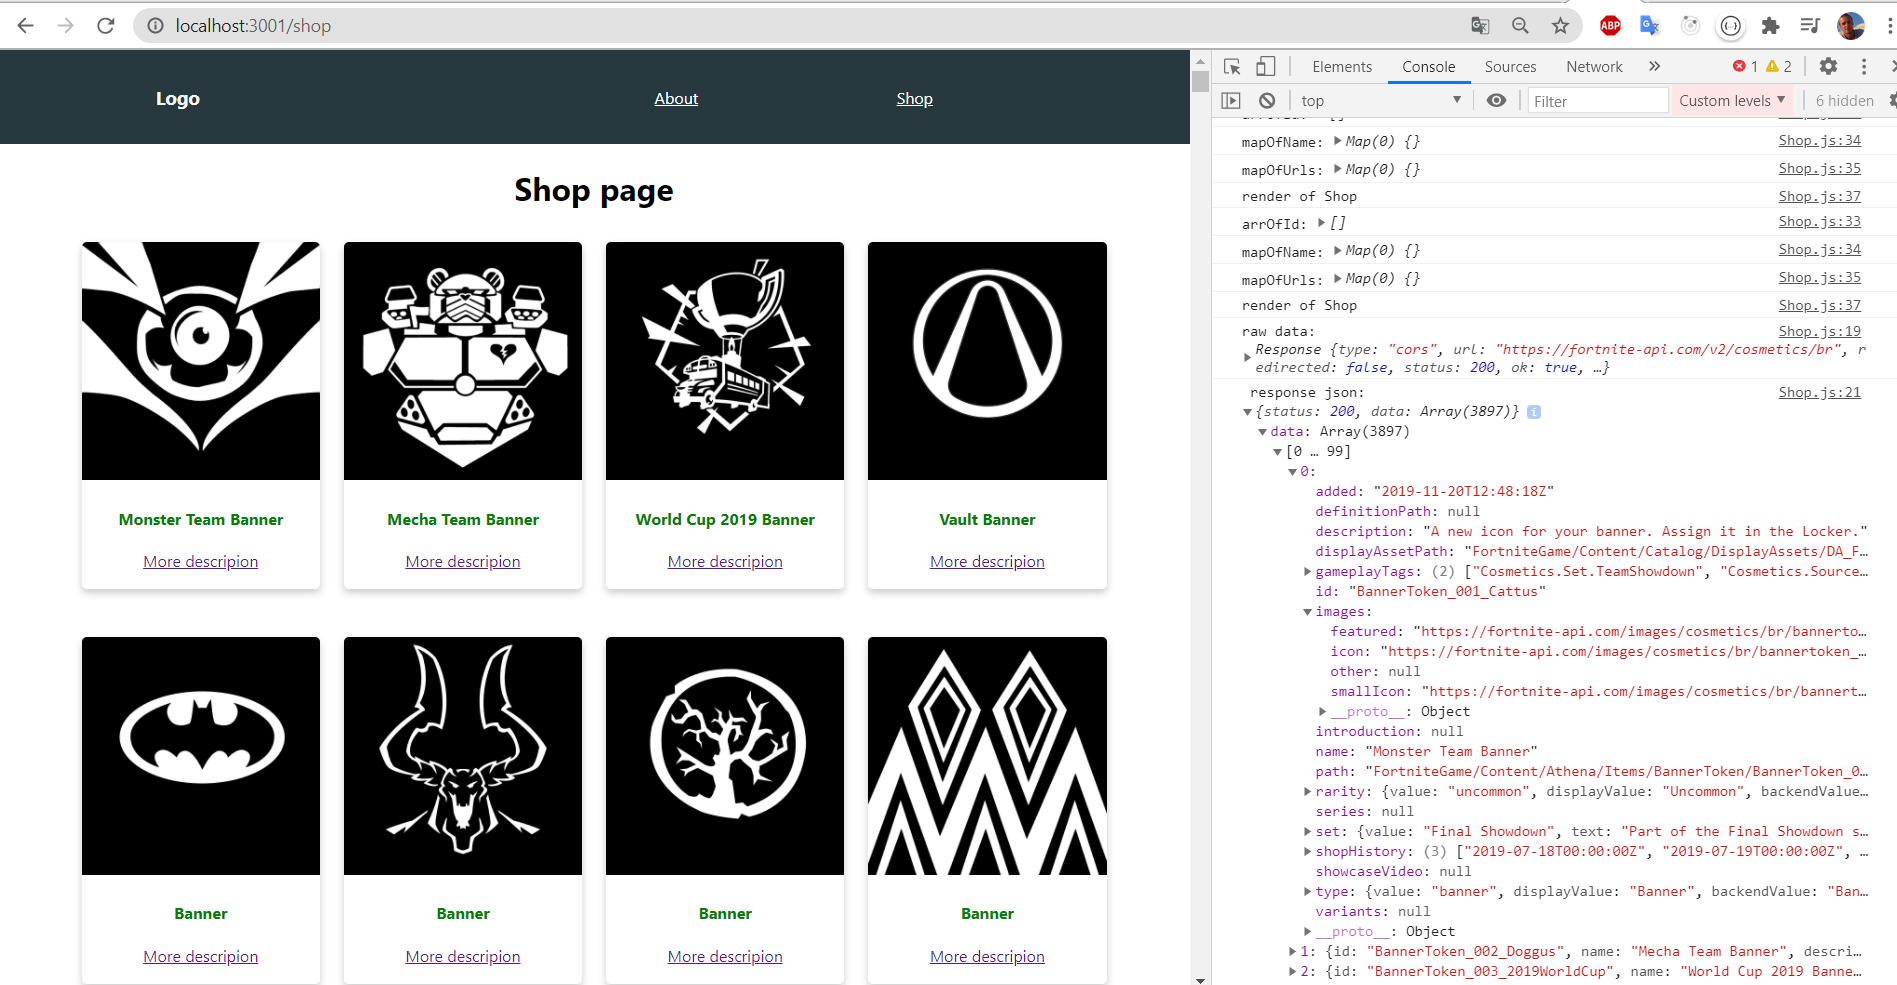 localhost:3001/shop
ABP
Logo
About
Shop
Shop page
Monster Team Banner
Mecha Team Banner
World Cup 2019 Banner
Vault Banner
More descripion
More descripion
More descripion
More descripion
Banner
Banner
Banner
Banner
More descripion
More descripion
More descripion
More descripion
Elements
Console
Sources
Network
1
2
top
Filter
Custom levels
6 hidden
mapOfName: Map(0) {} Shop.js:34
mapOfUrls: Map(0) {} Shop.js:35
render of Shop Shop.js:37
arrOfId: [] Shop.js:33
mapOfName: Map(0) {} Shop.js:34
mapOfUrls: Map(0) {} Shop.js:35
render of Shop Shop.js:37
raw data: Shop.js:19
Response {type: "cors", url: "https://fortnite-api.com/v2/cosmetics/br", r
edirected: false, status: 200, ok: true, …}
response json: Shop.js:21
{status: 200, data: Array(3897)} i
data: Array(3897)
[0 … 99]
0:
added: "2019-11-20T12:48:18Z"
definitionPath: null
description: "A new icon for your banner. Assign it in the Locker."
displayAssetPath: "FortniteGame/Content/Catalog/DisplayAssets/DA_F…
gameplayTags: (2) ["Cosmetics.Set.TeamShowdown", "Cosmetics.Source…
id: "BannerToken_001_Cattus"
images:
featured: "https://fortnite-api.com/images/cosmetics/br/bannerto…
icon: "https://fortnite-api.com/images/cosmetics/br/bannertoken_…
other: null
smallIcon: "https://fortnite-api.com/images/cosmetics/br/bannert…
__proto__: Object
introduction: null
name: "Monster Team Banner"
path: "FortniteGame/Content/Athena/Items/BannerToken/BannerToken_0…
rarity: {value: "uncommon", displayValue: "Uncommon", backendValue…
series: null
set: {value: "Final Showdown", text: "Part of the Final Showdown s…
shopHistory: (3) ["2019-07-18T00:00:00Z", "2019-07-19T00:00:00Z", …
showcaseVideo: null
type: {value: "banner", displayValue: "Banner", backendValue: "Ban…
variants: null
__proto__: Object
1: {id: "BannerToken_002_Doggus", name: "Mecha Team Banner", descri…
2: {id: "BannerToken_003_2019WorldCup", name: "World Cup 2019 Banne…